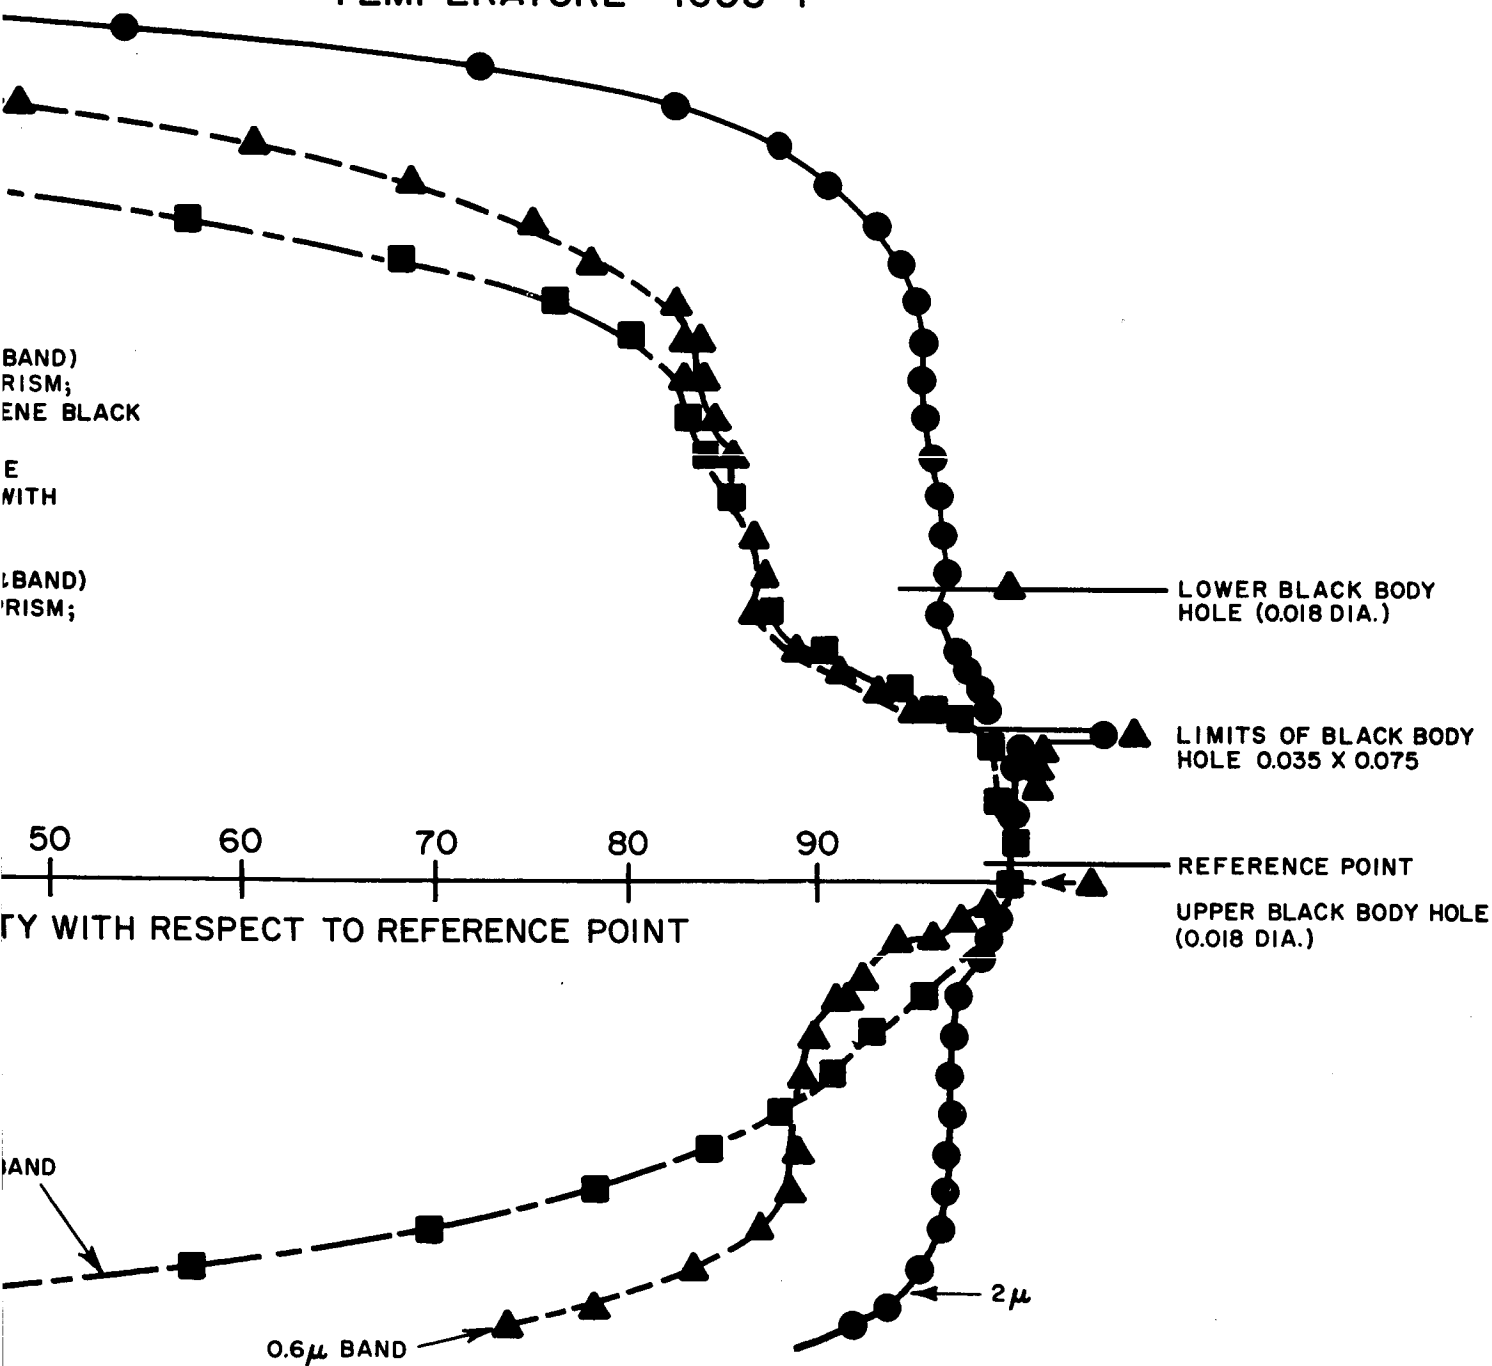 BAND)
RISM;
ENE BLACK
E
WITH
BAND)
PRISM;
LOWER BLACK BODY
HOLE (0.018 DIA.)
LIMITS OF BLACK BODY
HOLE 0.035 X 0.075
50 60 70 80 90
REFERENCE POINT
TY WITH RESPECT TO REFERENCE POINT
UPPER BLACK BODY HOLE
(0.018 DIA.)
BAND
2μ
0.6μ BAND